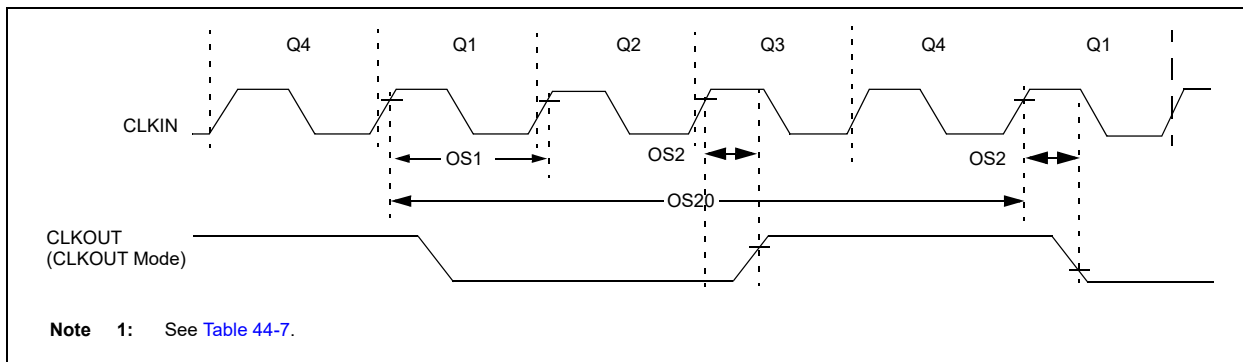 Q4 Q1 Q2 Q3 Q4 Q1
CLKIN
OS1 OS2 OS2
OS20
CLKOUT
(CLKOUT Mode)
Note 1: See Table 44-7.